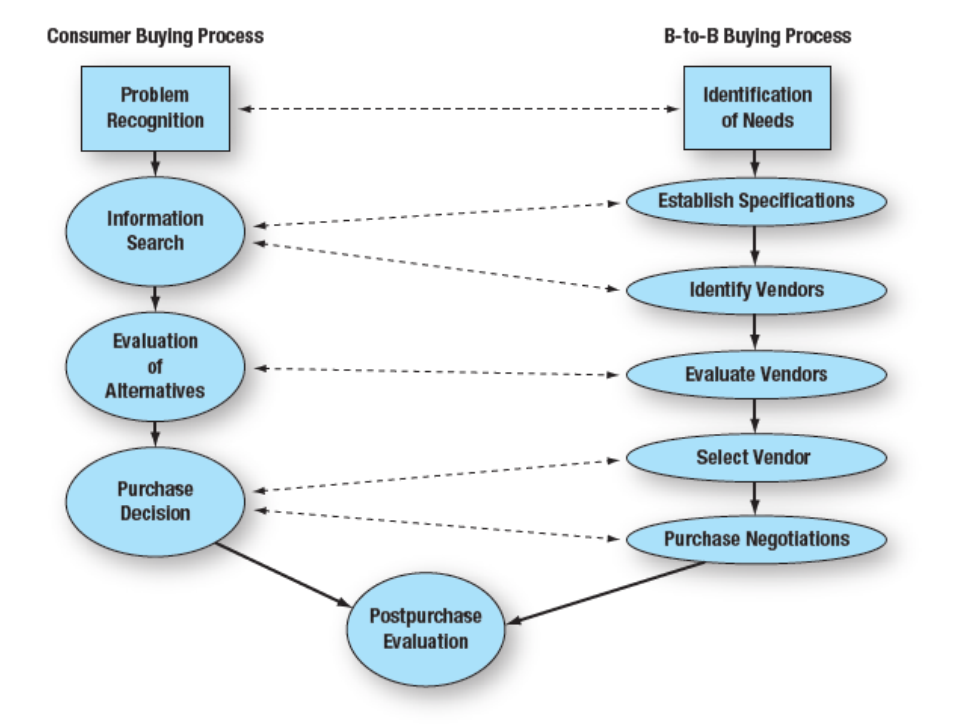 Consumer Buying Process
B-to-B Buying Process
Problem
Recognition
Identification
of Needs
Information
Search
Establish Specifications
Identify Vendors
Evaluation
of
Alternatives
Evaluate Vendors
Purchase
Decision
Select Vendor
Purchase Negotiations
Postpurchase
Evaluation